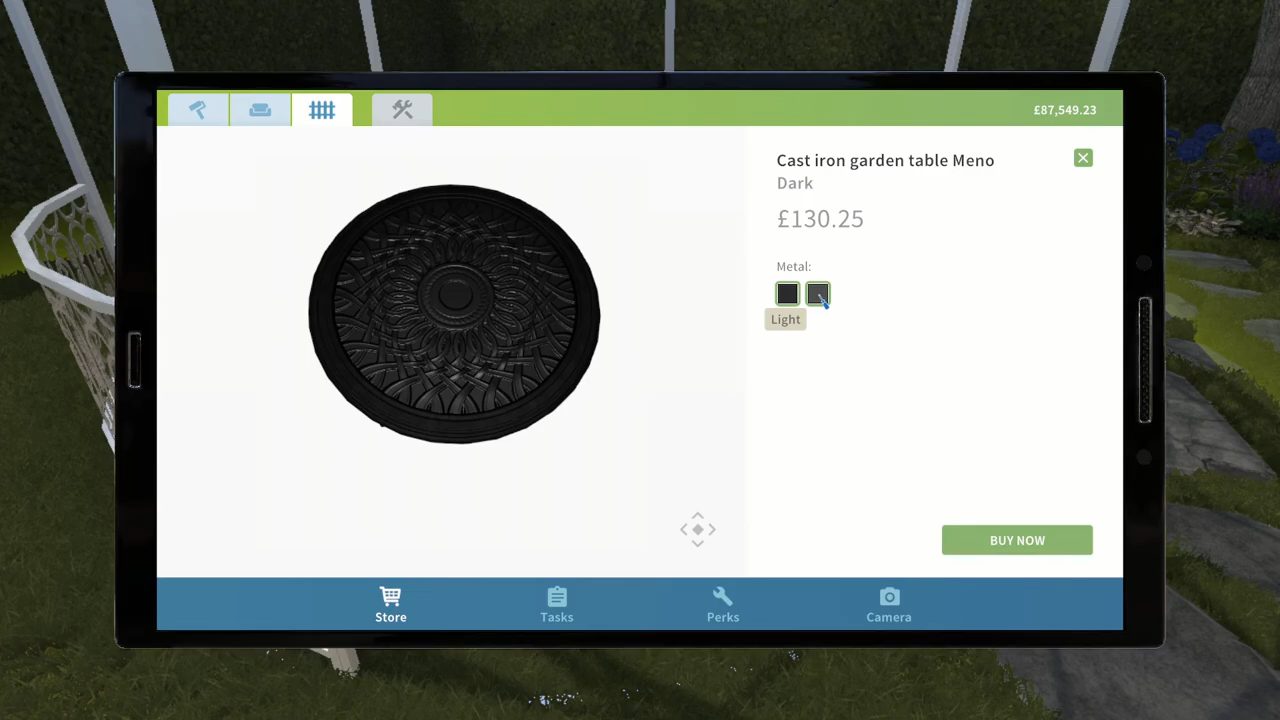 £87,549.23
Cast iron garden table Meno
Dark
£130.25
Metal:
Light
BUY NOW
Store
Tasks
Perks
Camera